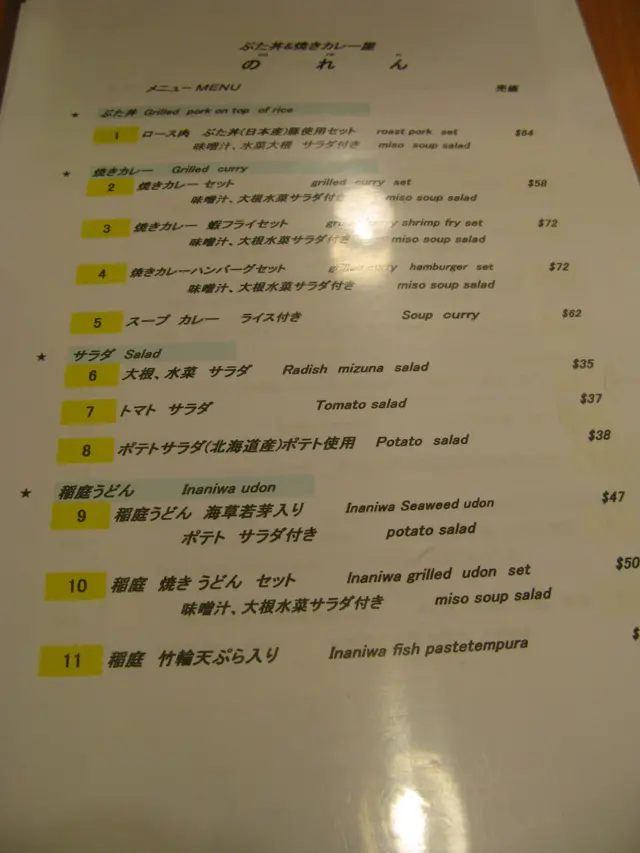 ぶた丼&焼きカレー屋
のれん
メニューMENU 売価
★ ぶた丼 Grilled pork on top of rice
1 ロース肉 ぶた丼(日本産)豚使用セット roast pork set $64
味噌汁、水菜大根 サラダ付き miso soup salad
★ 焼きカレー Grilled curry
2 焼きカレー セット grilled curry set $58
味噌汁、大根水菜サラダ付き miso soup salad
3 焼きカレー 蝦フライセット curry shrimp fry set $72
味噌汁、大根水菜サラダ付き miso soup salad
4 焼きカレーハンバーグセット grilled curry hamburger set $72
味噌汁、大根水菜サラダ付き miso soup salad
5 スープ カレー ライス付き Soup curry $62
★ サラダ Salad
6 大根、水菜 サラダ Radish mizuna salad $35
7 トマト サラダ Tomato salad $37
8 ポテトサラダ(北海道産)ポテト使用 Potato salad $38
★ 稲庭うどん Inaniwa udon
9 稲庭うどん 海草若芽入り Inaniwa Seaweed udon $47
ポテト サラダ付き potato salad
10 稲庭 焼きうどん セット Inaniwa grilled udon set $50
味噌汁、大根水菜サラダ付き miso soup salad
11 稲庭 竹輪天ぷら入り Inaniwa fish pastetempura $